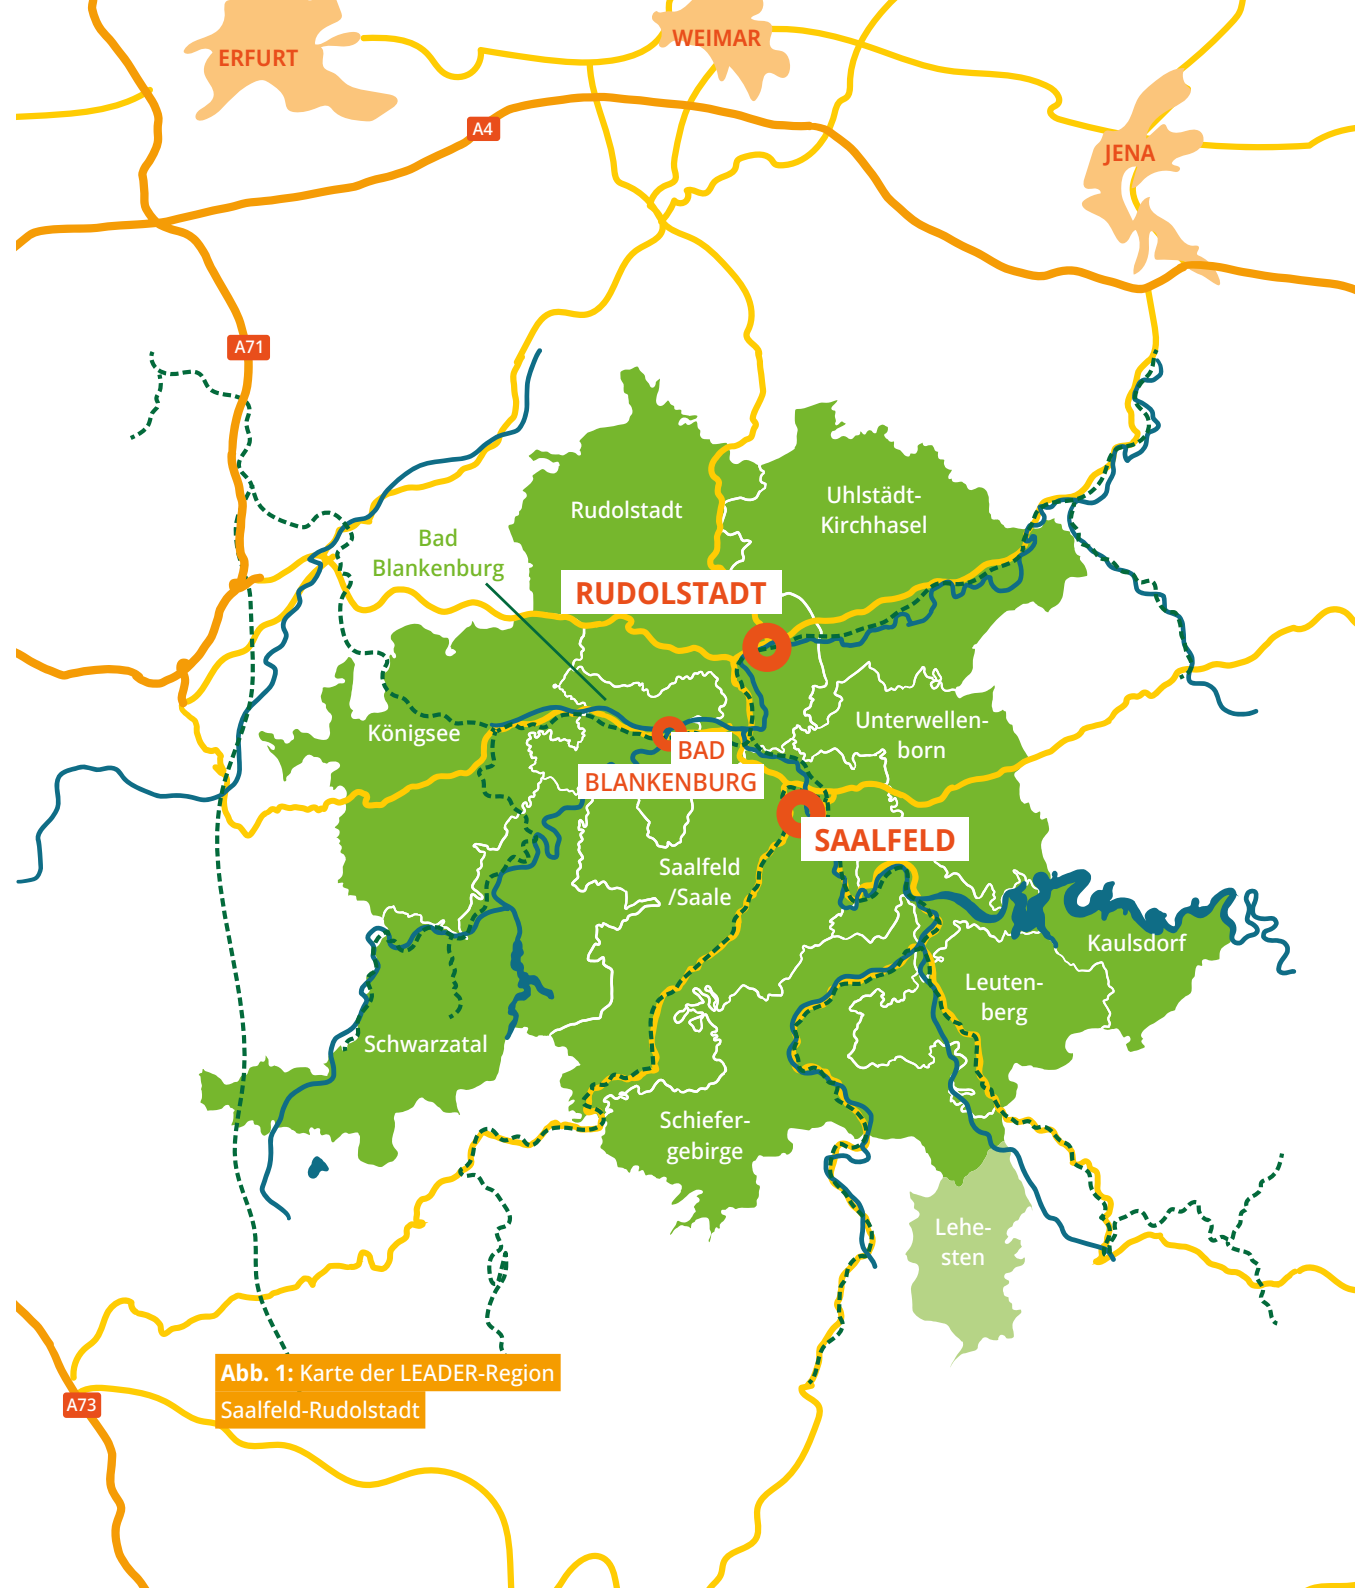 ERFURT
WEIMAR
A4
JENA
A71
Rudolstadt
Uhlstädt-
Kirchhasel
Bad
Blankenburg
RUDOLSTADT
Königsee
Unterwellen-
born
BAD
BLANKENBURG
SAALFELD
Saalfeld
/Saale
Kaulsdorf
Leuten-
berg
Schwarzatal
Schiefer-
gebirge
Lehe-
sten
Abb. 1: Karte der LEADER-Region
Saalfeld-Rudolstadt
A73